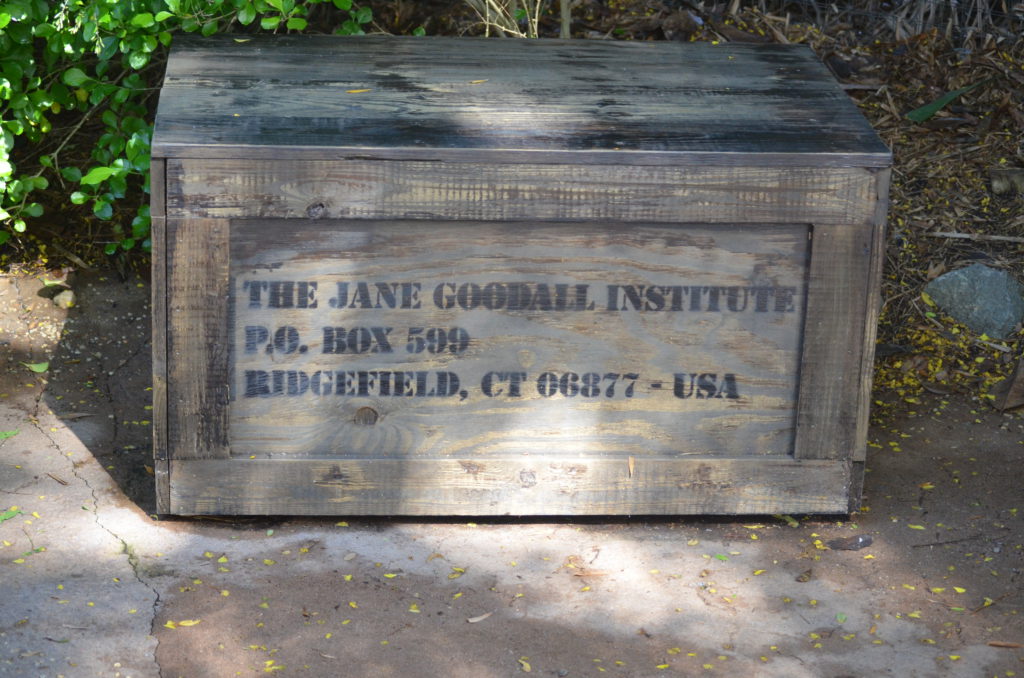 THE JANE GOODALL INSTITUTE
P.O. BOX 599
RIDGEFIELD, CT 06877 - USA